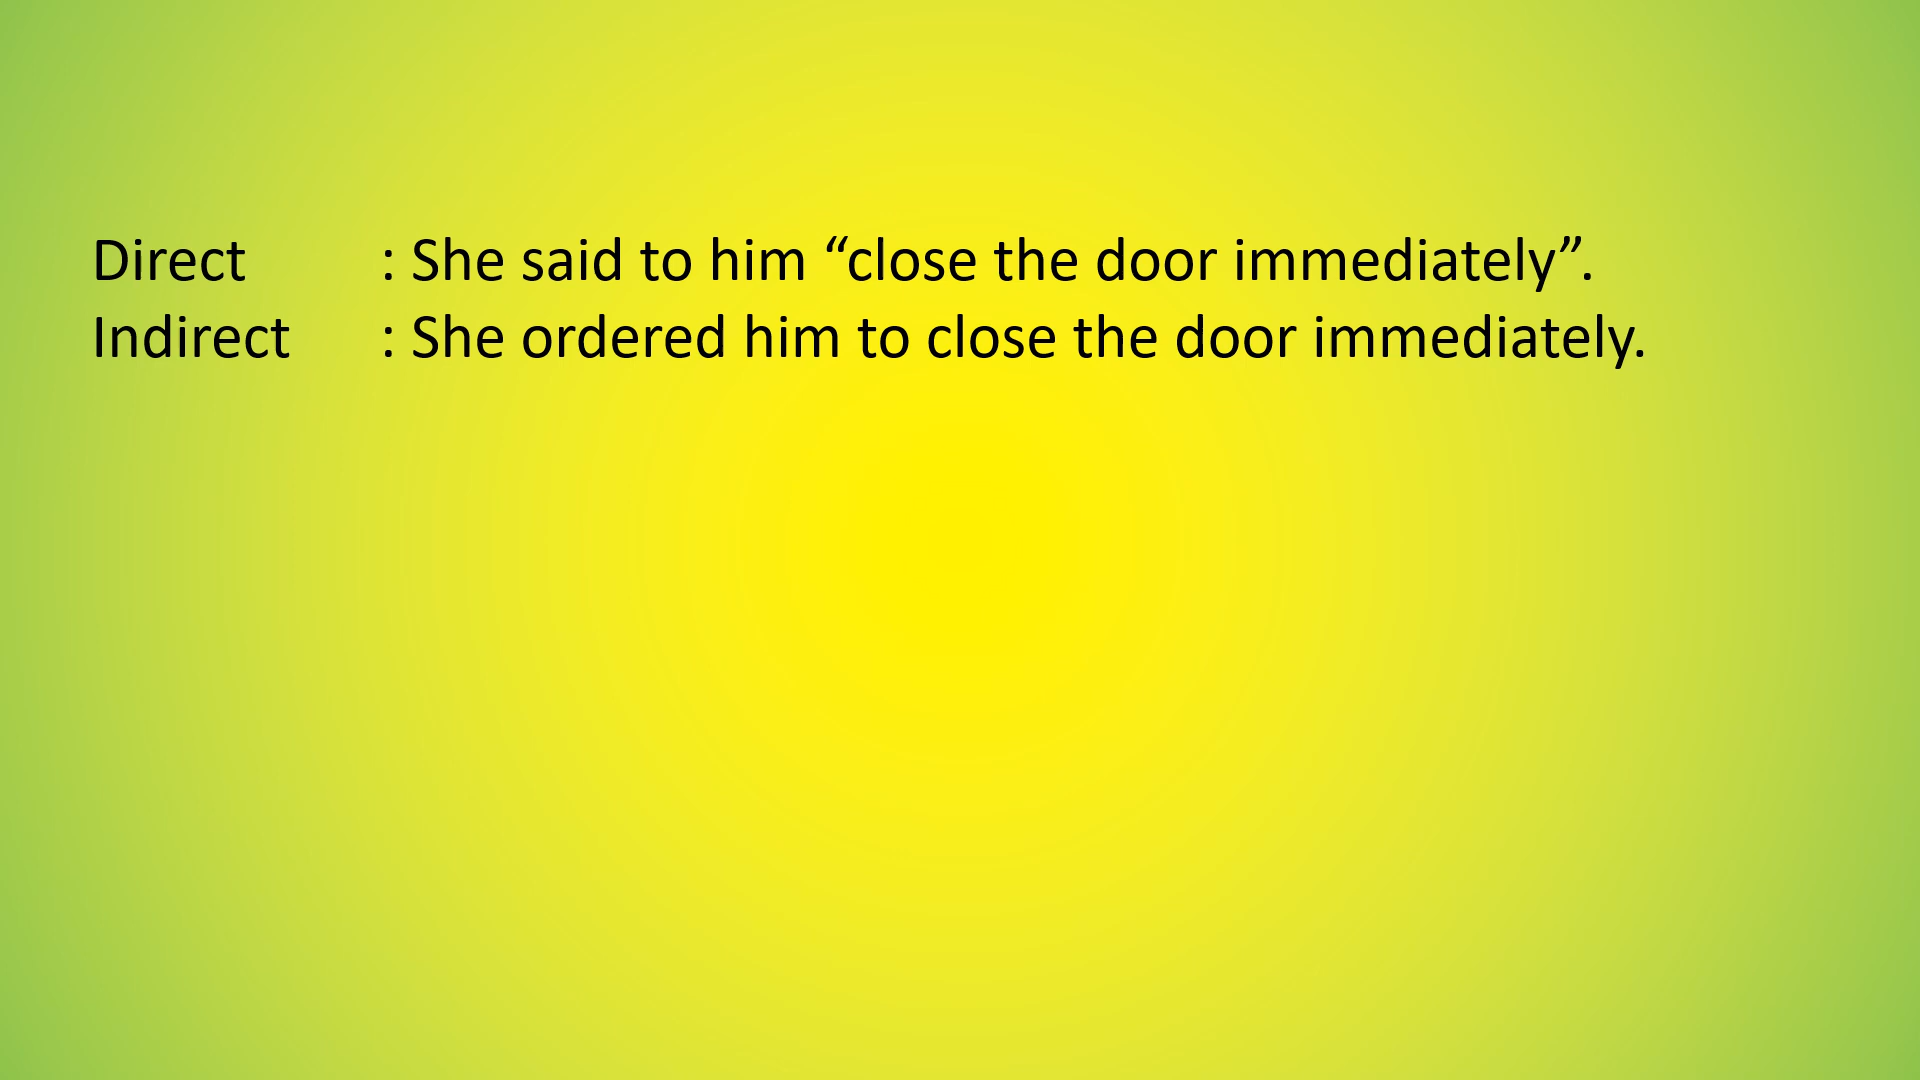 Direct : She said to him “close the door immediately”.
Indirect : She ordered him to close the door immediately.